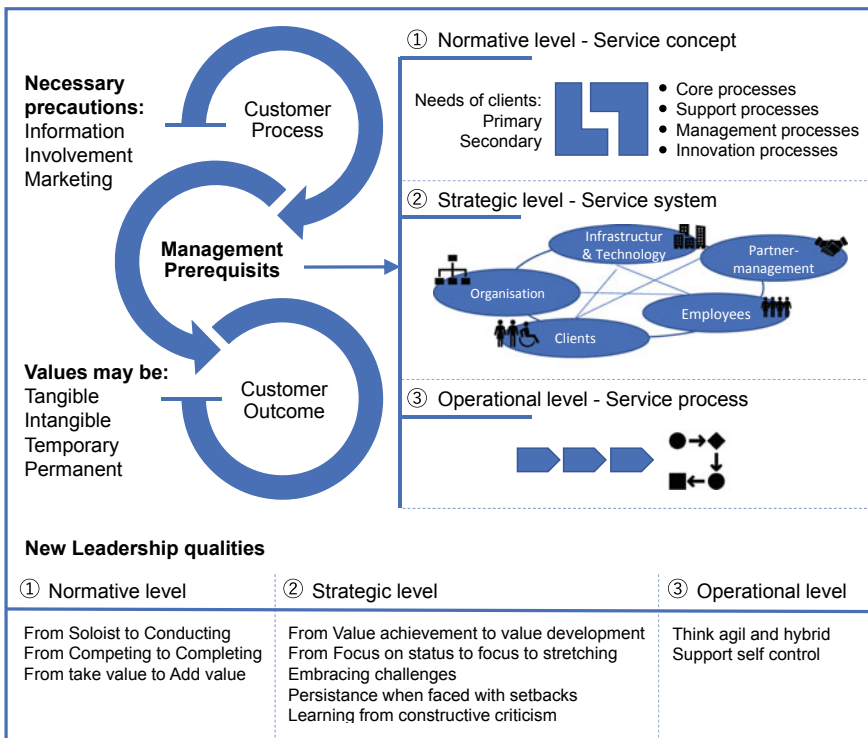 Necessary
precautions:
Information
Involvement
Marketing
Customer
Process
Management
Prerequisits
Values may be:
Tangible
Intangible
Temporary
Permanent
Customer
Outcome
① Normative level - Service concept
Needs of clients:
Primary
Secondary
• Core processes
• Support processes
• Management processes
• Innovation processes
② Strategic level - Service system
Infrastructur
& Technology
Partner-
management
Organisation
Employees
Clients
③ Operational level - Service process
New Leadership qualities
① Normative level
From Soloist to Conducting
From Competing to Completing
From take value to Add value
② Strategic level
From Value achievement to value development
From Focus on status to focus to stretching
Embracing challenges
Persistance when faced with setbacks
Learning from constructive criticism
③ Operational level
Think agil and hybrid
Support self control